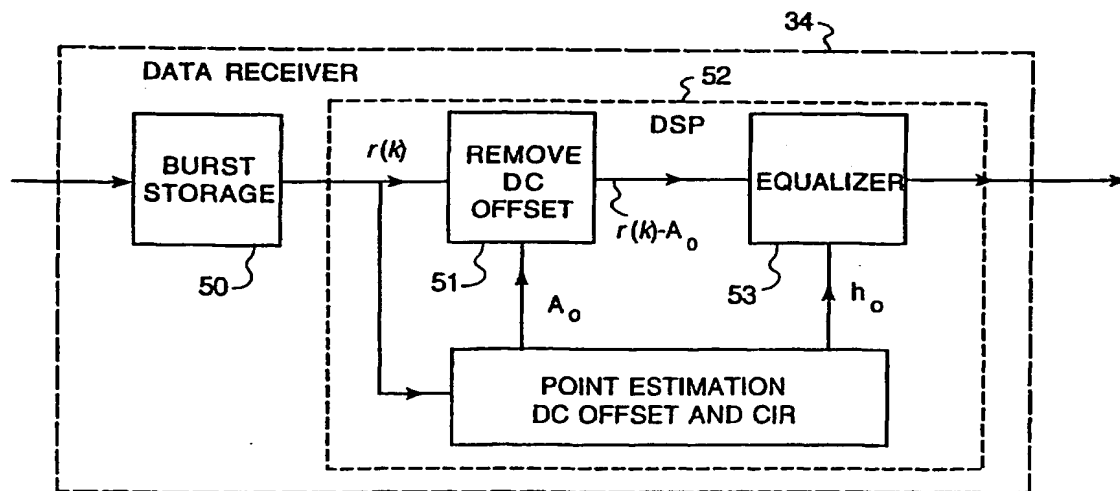 34
DATA RECEIVER
52
DSP
BURST
STORAGE
r(k)
REMOVE
DC
OFFSET
EQUALIZER
r(k)-A₀
50
51
A₀
53
h₀
POINT ESTIMATION
DC OFFSET AND CIR